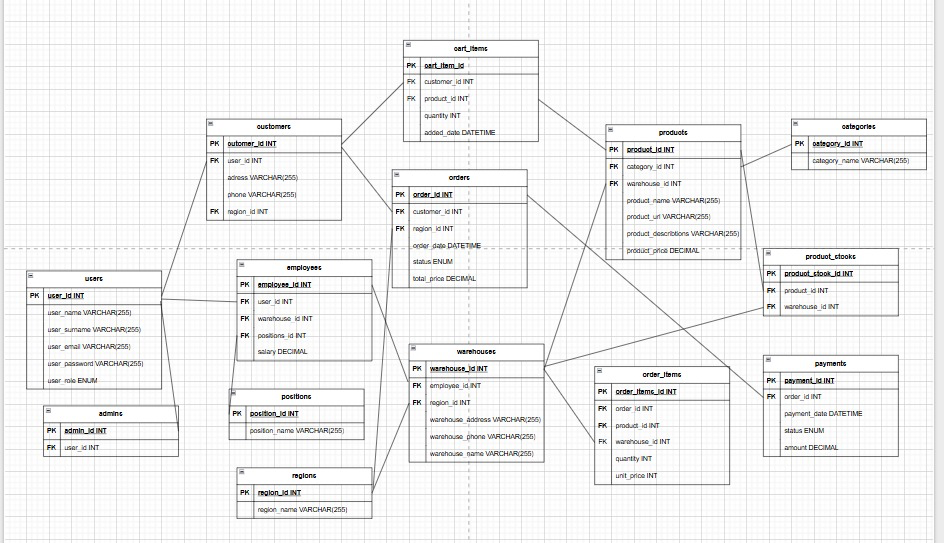 cart_items
PK cart_item_id
FK customer_id INT
FK product_id INT
quantity INT
added_date DATETIME
customers
PK cutomer_id INT
FK user_id INT
adress VARCHAR(255)
phone VARCHAR(255)
FK region_id INT
products
PK product_id INT
FK category_id INT
FK warehouse_id INT
product_name VARCHAR(255)
product_url VARCHAR(255)
product_describtions VARCHAR(255)
product_price DECIMAL
categories
PK category_id INT
category_name VARCHAR(255)
orders
PK order_id INT
FK customer_id INT
FK region_id INT
order_date DATETIME
status ENUM
total_price DECIMAL
users
PK user_id INT
user_name VARCHAR(255)
user_surname VARCHAR(255)
user_email VARCHAR(255)
user_password VARCHAR(255)
user_role ENUM
employees
PK employee_id INT
FK user_id INT
FK warehouse_id INT
FK positions_id INT
salary DECIMAL
product_stooks
PK product_stook_id INT
FK product_id INT
FK warehouse_id INT
warehouses
PK warehouse_id INT
FK employee_id INT
FK region_id INT
warehouse_address VARCHAR(255)
warehouse_phone VARCHAR(255)
warehouse_name VARCHAR(255)
order_items
PK order_items_id INT
FK order_id INT
FK product_id INT
FK warehouse_id INT
quantity INT
unit_price INT
payments
PK payment_id INT
FK order_id INT
payment_date DATETIME
status ENUM
amount DECIMAL
admins
PK admin_id INT
FK user_id INT
positions
PK position_id INT
position_name VARCHAR(255)
regions
PK region_id INT
region_name VARCHAR(255)